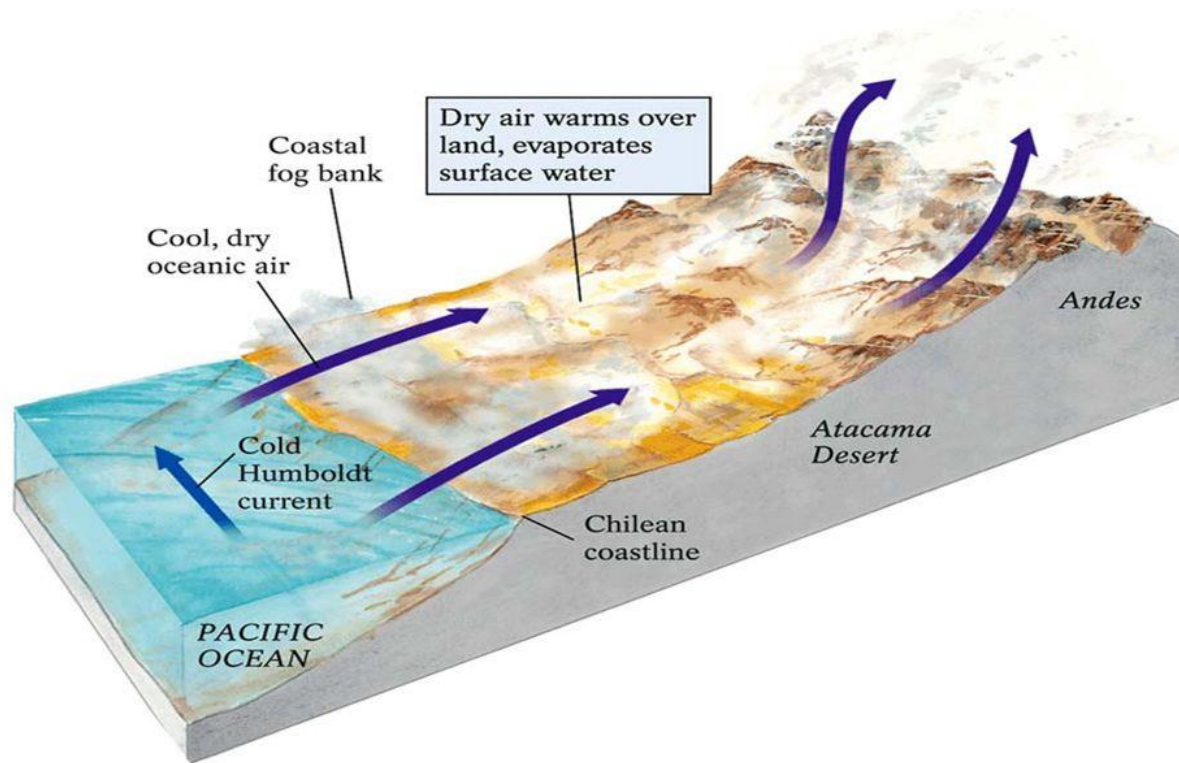 Dry air warms over
land, evaporates
surface water
Coastal
fog bank
Cool, dry
oceanic air
Andes
Atacama
Desert
Cold
Humboldt
current
Chilean
coastline
PACIFIC
OCEAN